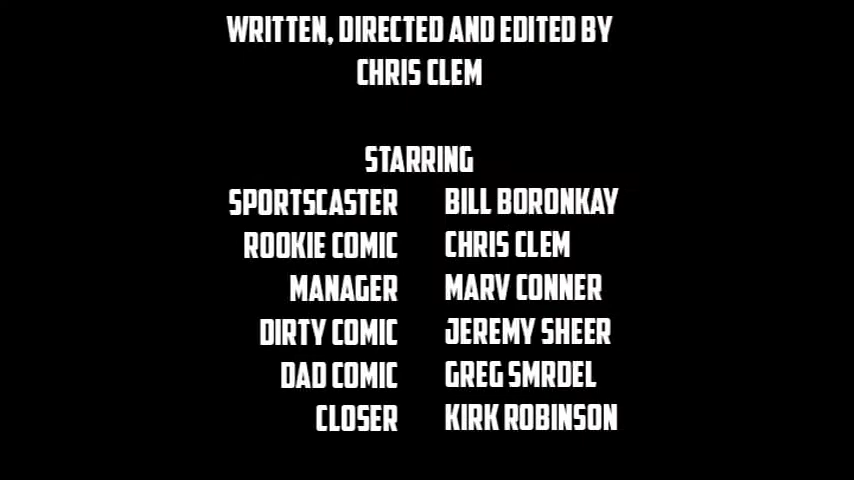 WRITTEN, DIRECTED AND EDITED BY
CHRIS CLEM
STARRING
SPORTSCASTER BILL BORONKAY
ROOKIE COMIC CHRIS CLEM
MANAGER MARV CONNER
DIRTY COMIC JEREMY SHEER
DAD COMIC GREG SMRDEL
CLOSER KIRK ROBINSON